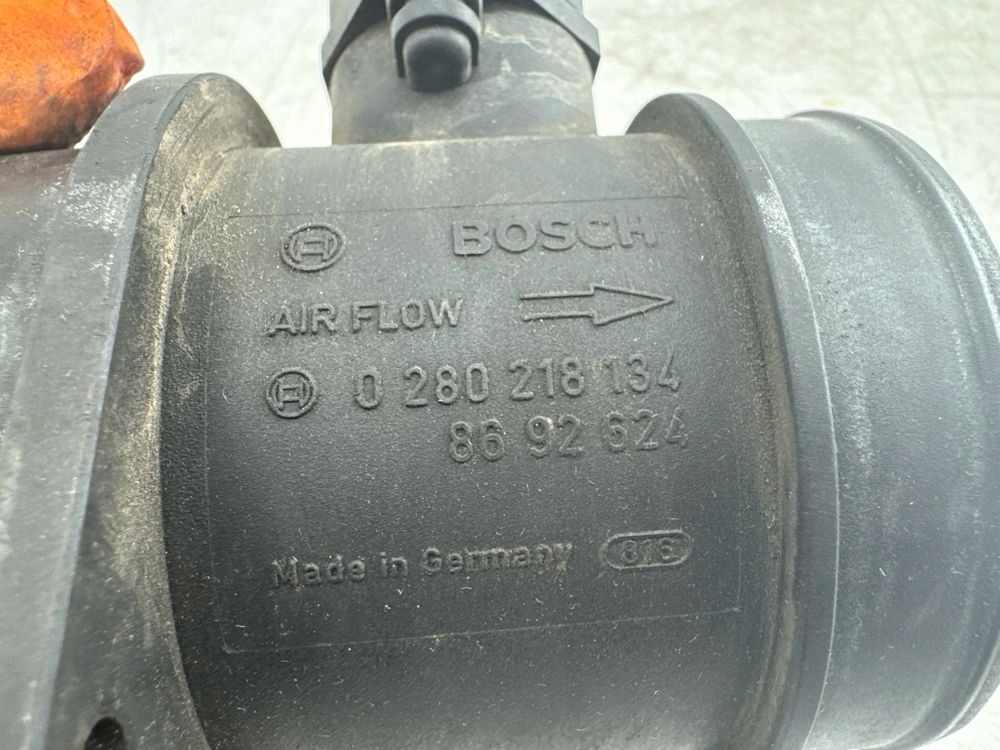 BOSCH
AIR FLOW
0 280 218 134
86 92 624
Made in Germany 816